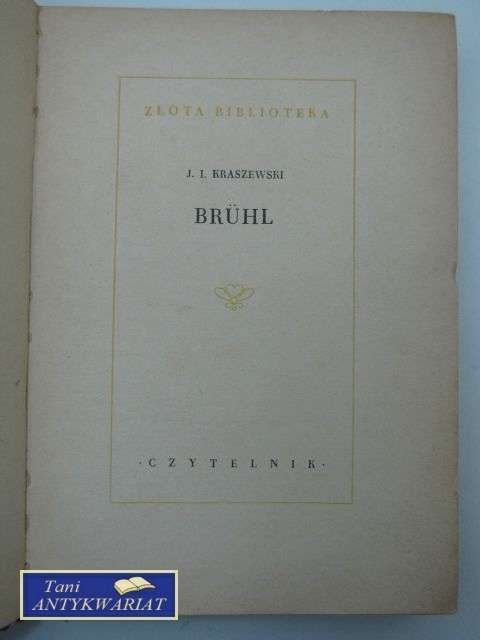 ZŁOTA BIBLIOTEKA
J. I. KRASZEWSKI
BRÜHL
· CZYTELNIK ·
Tani
ANTYKWARIAT